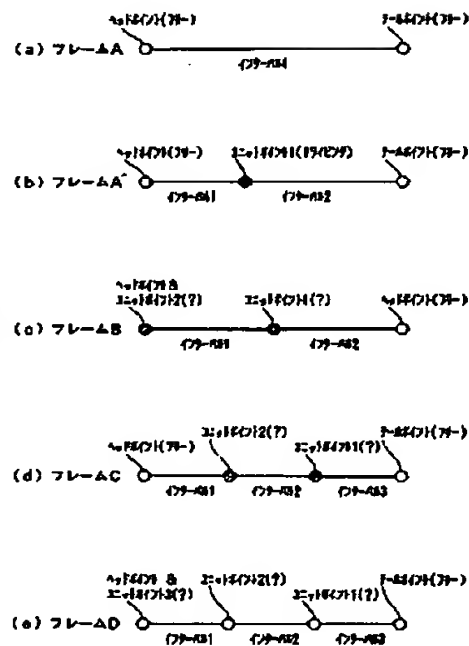 ヘッドポイント(フリー)
テールポイント(フリー)
(a) フレームA
インターバル1
ヘッドポイント(フリー)
ユニットポイント1(ドライビング)
テールポイント(フリー)
(b) フレームA'
インターバル1
インターバル2
ヘッドポイント &
ユニットポイント2(?)
ユニットポイント1(?)
ヘッドポイント(フリー)
(c) フレームB
インターバル1
インターバル2
ヘッドポイント(フリー)
ユニットポイント2(?)
ユニットポイント1(?)
テールポイント(フリー)
(d) フレームC
インターバル1
インターバル2
インターバル3
ヘッドポイント &
ユニットポイント3(?)
ユニットポイント2(?)
ユニットポイント1(?)
テールポイント(フリー)
(e) フレームD
インターバル1
インターバル2
インターバル3